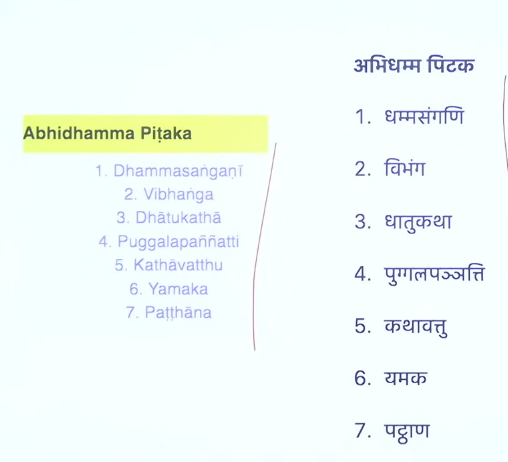 Abhidhamma Piṭaka
1. Dhammasaṅgaṇī
2. Vibhaṅga
3. Dhātukathā
4. Puggalapaññatti
5. Kathāvatthu
6. Yamaka
7. Paṭṭhāna
अभिधम्म पिटक
1. धम्मसंगणि
2. विभंग
3. धातुकथा
4. पुग्गलपञ्ञत्ति
5. कथावत्तु
6. यमक
7. पट्ठाण